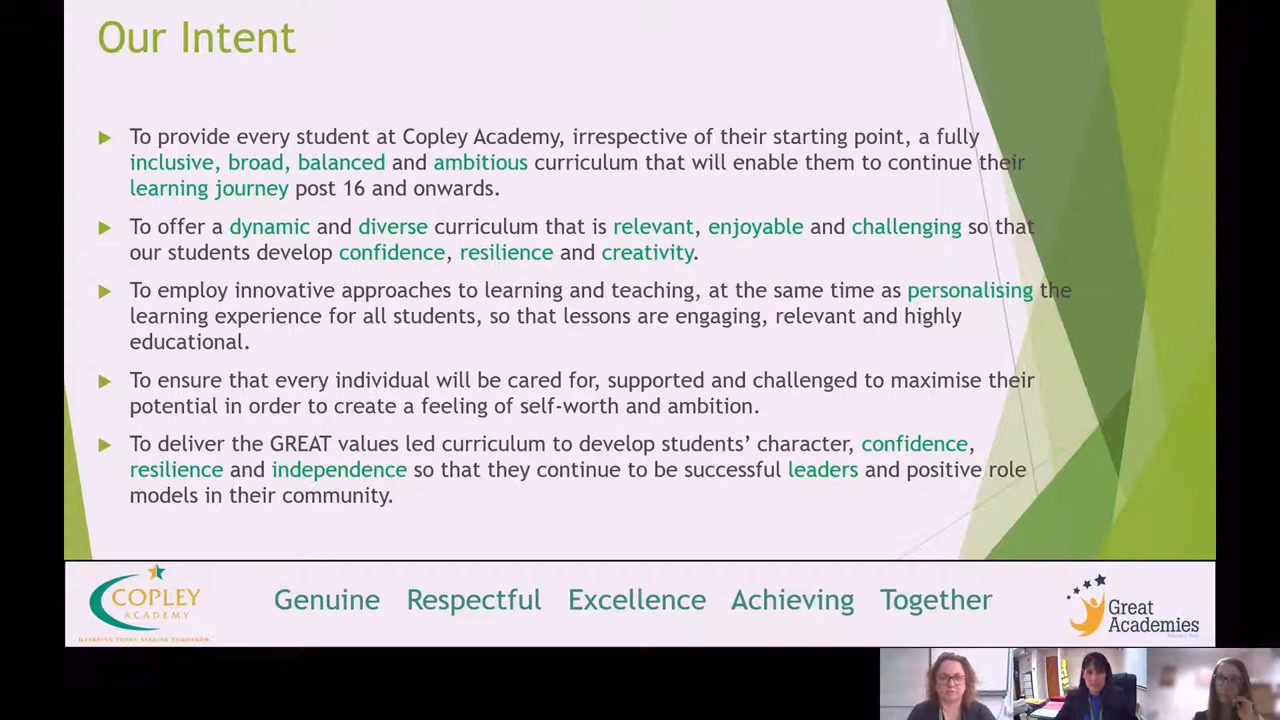 Our Intent
To provide every student at Copley Academy, irrespective of their starting point, a fully
inclusive, broad, balanced and ambitious curriculum that will enable them to continue their
learning journey post 16 and onwards.
To offer a dynamic and diverse curriculum that is relevant, enjoyable and challenging so that
our students develop confidence, resilience and creativity.
To employ innovative approaches to learning and teaching, at the same time as personalising the
learning experience for all students, so that lessons are engaging, relevant and highly
educational.
To ensure that every individual will be cared for, supported and challenged to maximise their
potential in order to create a feeling of self-worth and ambition.
To deliver the GREAT values led curriculum to develop students’ character, confidence,
resilience and independence so that they continue to be successful leaders and positive role
models in their community.
COPLEY
ACADEMY
LEARNING TODAY, LEADING TOMORROW
Genuine Respectful Excellence Achieving Together
Great
Academies